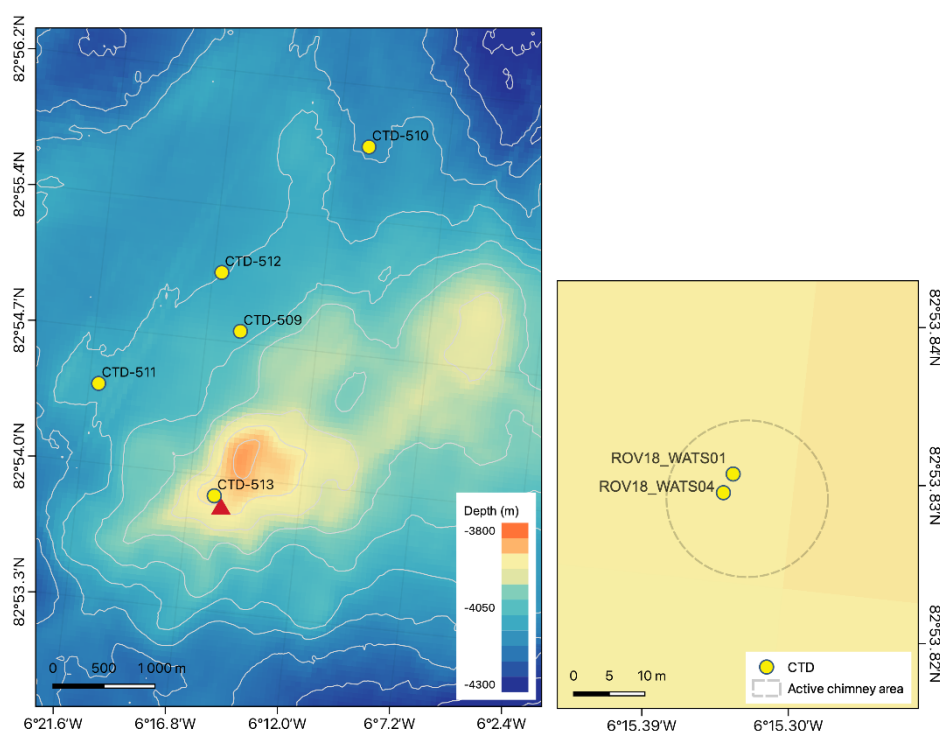 82°56.2'N
82°55.4'N
82°54.7'N
82°54.0'N
82°53.3'N
CTD-510
CTD-512
CTD-509
CTD-511
CTD-513
Depth (m)
-3800
-4050
-4300
0 500 1 000 m
6°21.6'W 6°16.8'W 6°12.0'W 6°7.2'W 6°2.4'W
82°53.84'N
82°53.83'N
82°53.82'N
ROV18_WATS01
ROV18_WATS04
0 5 10 m
CTD
Active chimney area
6°15.39'W 6°15.30'W